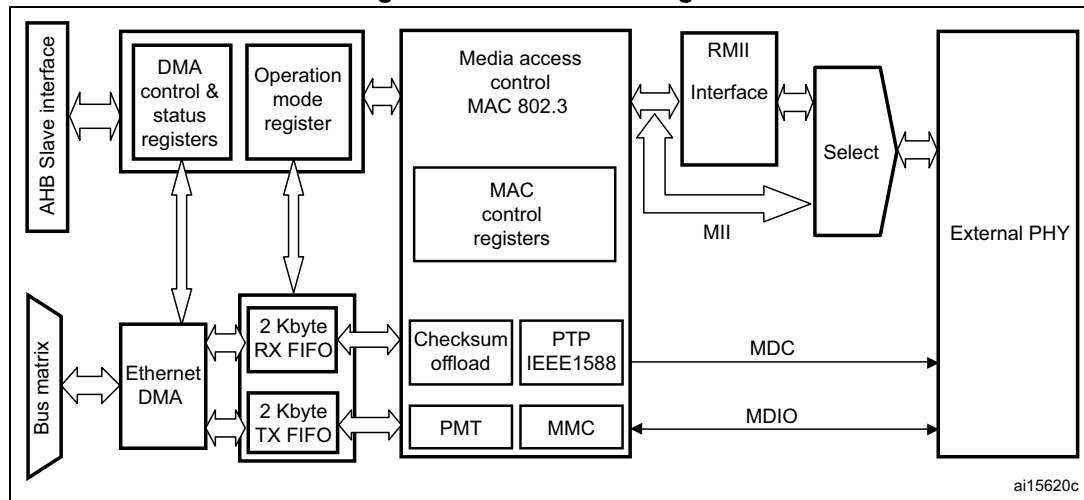 AHB Slave interface
DMA
control &
status
registers
Operation
mode
register
Media access
control
MAC 802.3
RMII
Interface
Select
MAC
control
registers
MII
External PHY
Bus matrix
Ethernet
DMA
2 Kbyte
RX FIFO
2 Kbyte
TX FIFO
Checksum
offload
PTP
IEEE1588
PMT
MMC
MDC
MDIO
ai15620c